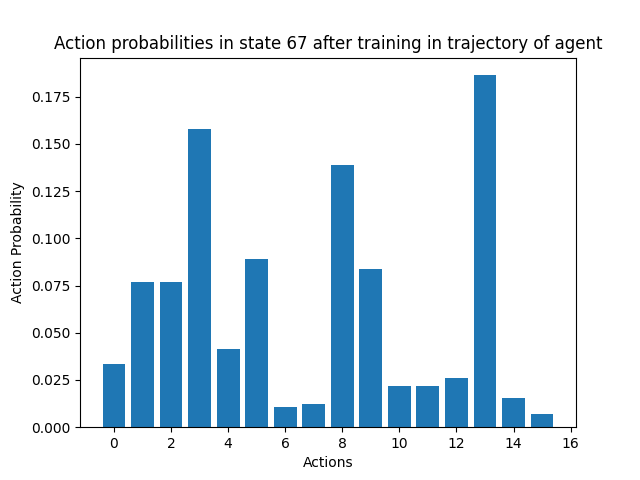 Action probabilities in state 67 after training in trajectory of agent
0.175
0.150
0.125
0.100
0.075
0.050
0.025
0.000
Action Probability
0 2 4 6 8 10 12 14 16
Actions